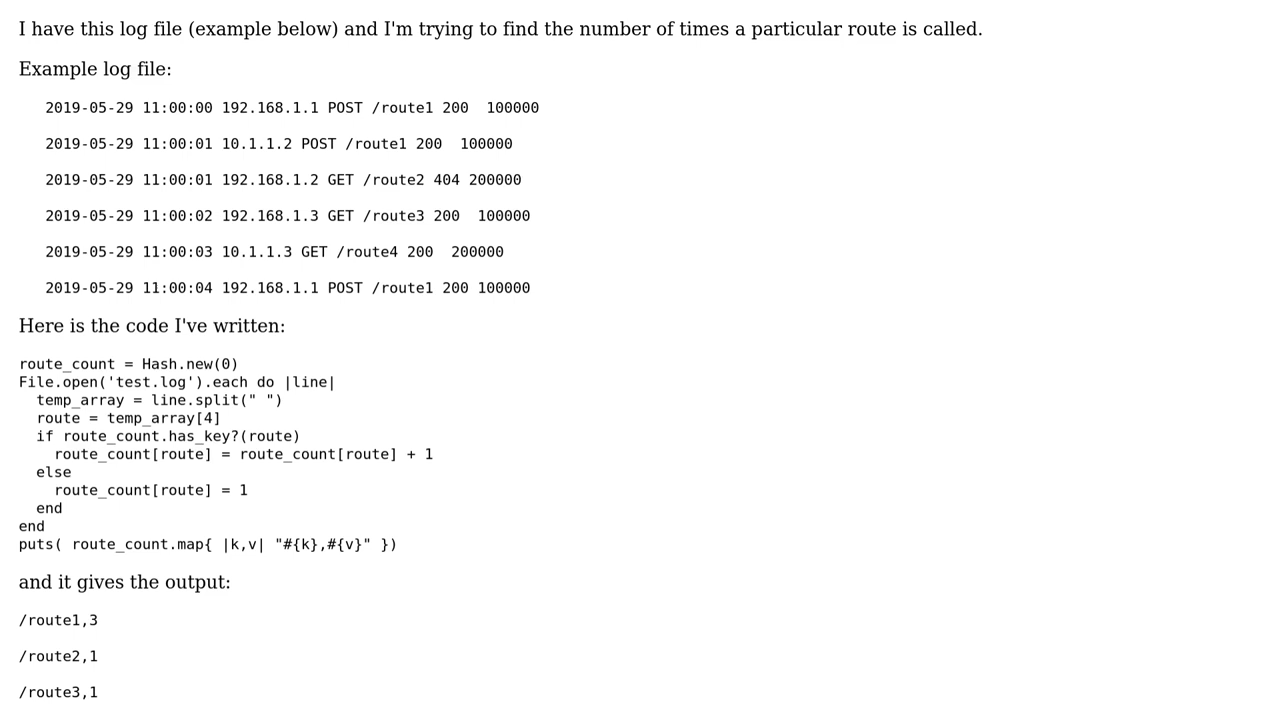 I have this log file (example below) and I'm trying to find the number of times a particular route is called.
Example log file:
2019-05-29 11:00:00 192.168.1.1 POST /route1 200  100000
2019-05-29 11:00:01 10.1.1.2 POST /route1 200  100000
2019-05-29 11:00:01 192.168.1.2 GET /route2 404 200000
2019-05-29 11:00:02 192.168.1.3 GET /route3 200  100000
2019-05-29 11:00:03 10.1.1.3 GET /route4 200  200000
2019-05-29 11:00:04 192.168.1.1 POST /route1 200 100000
Here is the code I've written:
route_count = Hash.new(0)
File.open('test.log').each do |line|
  temp_array = line.split(" ")
  route = temp_array[4]
  if route_count.has_key?(route)
    route_count[route] = route_count[route] + 1
  else
    route_count[route] = 1
  end
end
puts( route_count.map{ |k,v| "#{k},#{v}" })
and it gives the output:
/route1,3
/route2,1
/route3,1